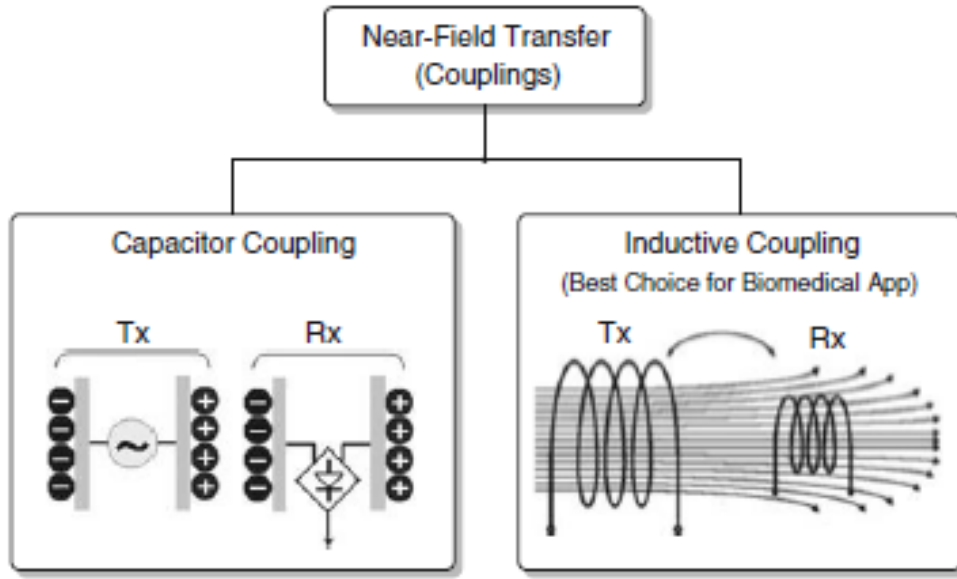 Near-Field Transfer
(Couplings)
Capacitor Coupling
Tx
Rx
Inductive Coupling
(Best Choice for Biomedical App)
Tx
Rx